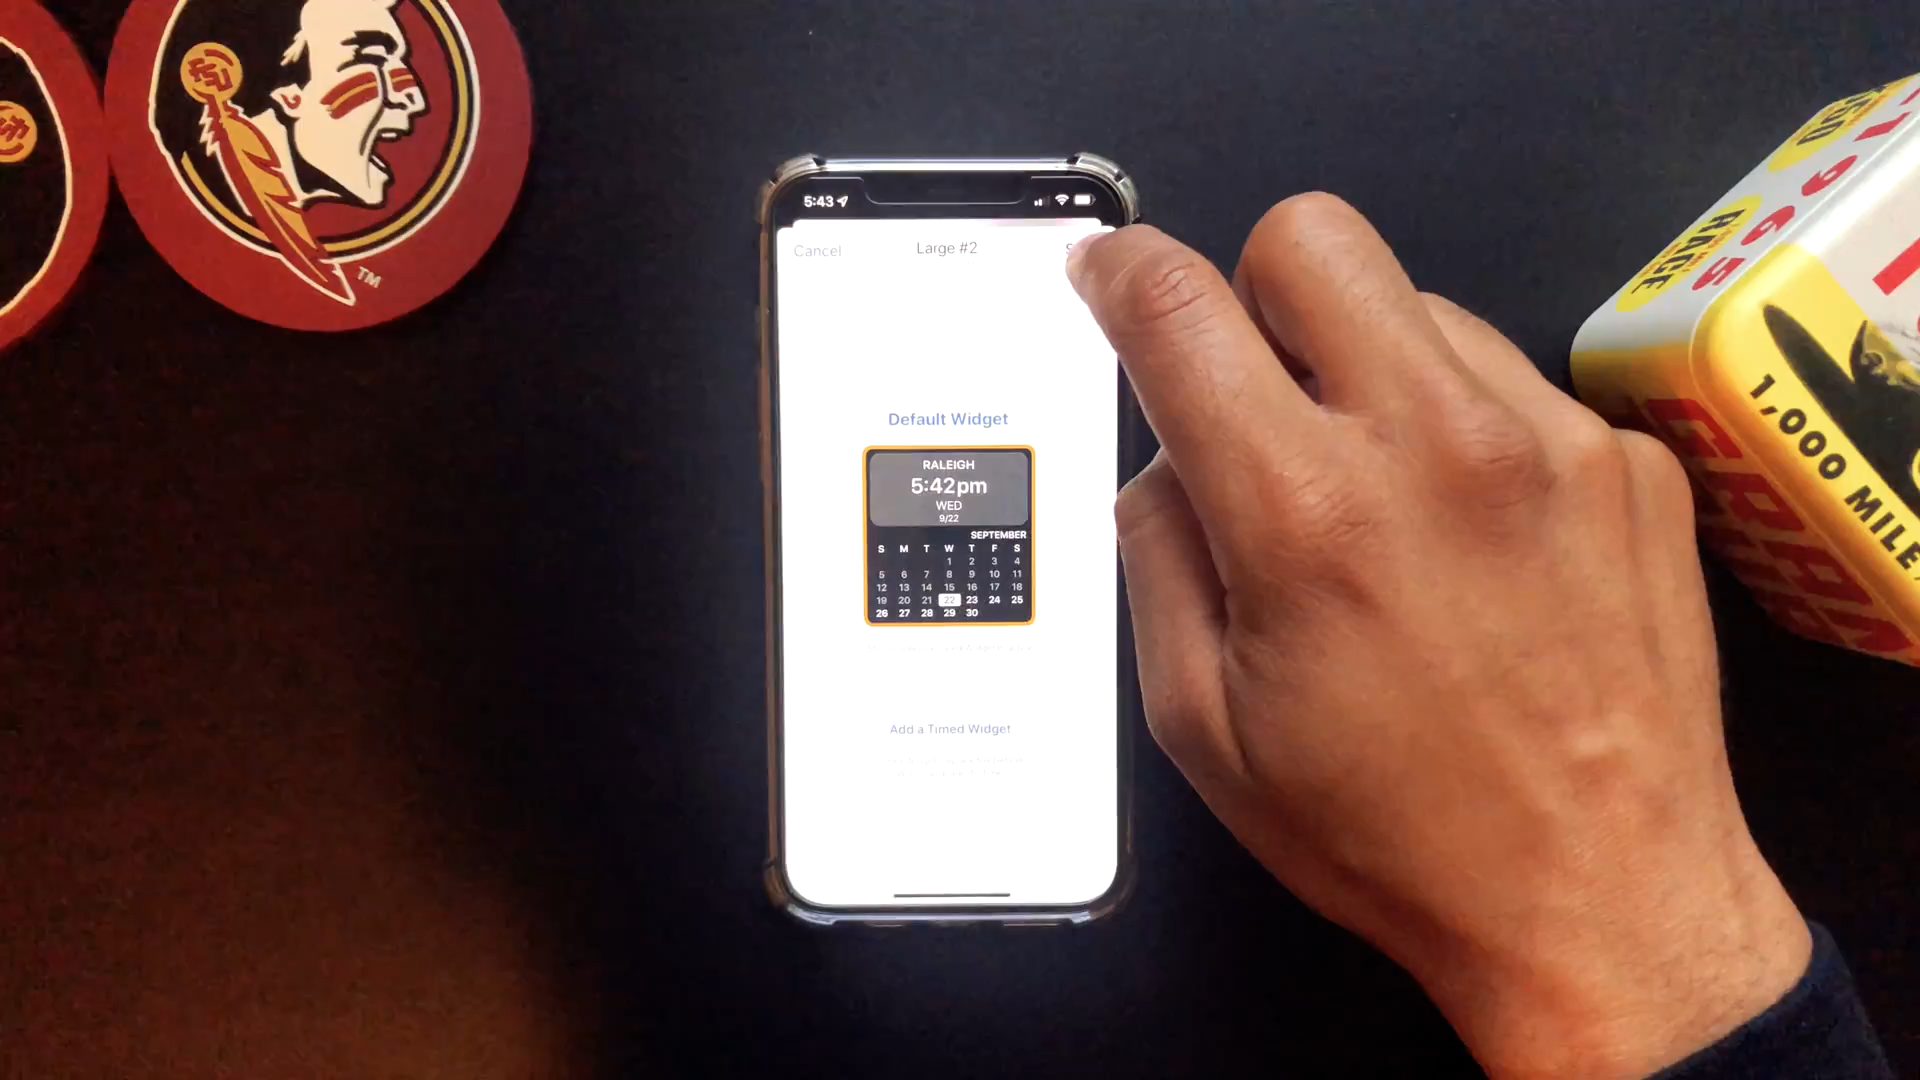 FSU
TM
5:43
Cancel
Large #2
Default Widget
RALEIGH
5:42pm
WED
9/22
SEPTEMBER
S M T W T F S
1 2 3 4
5 6 7 8 9 10 11
12 13 14 15 16 17 18
19 20 21 22 23 24 25
26 27 28 29 30
Add a Timed Widget
1965
RACE
1,000 MILE